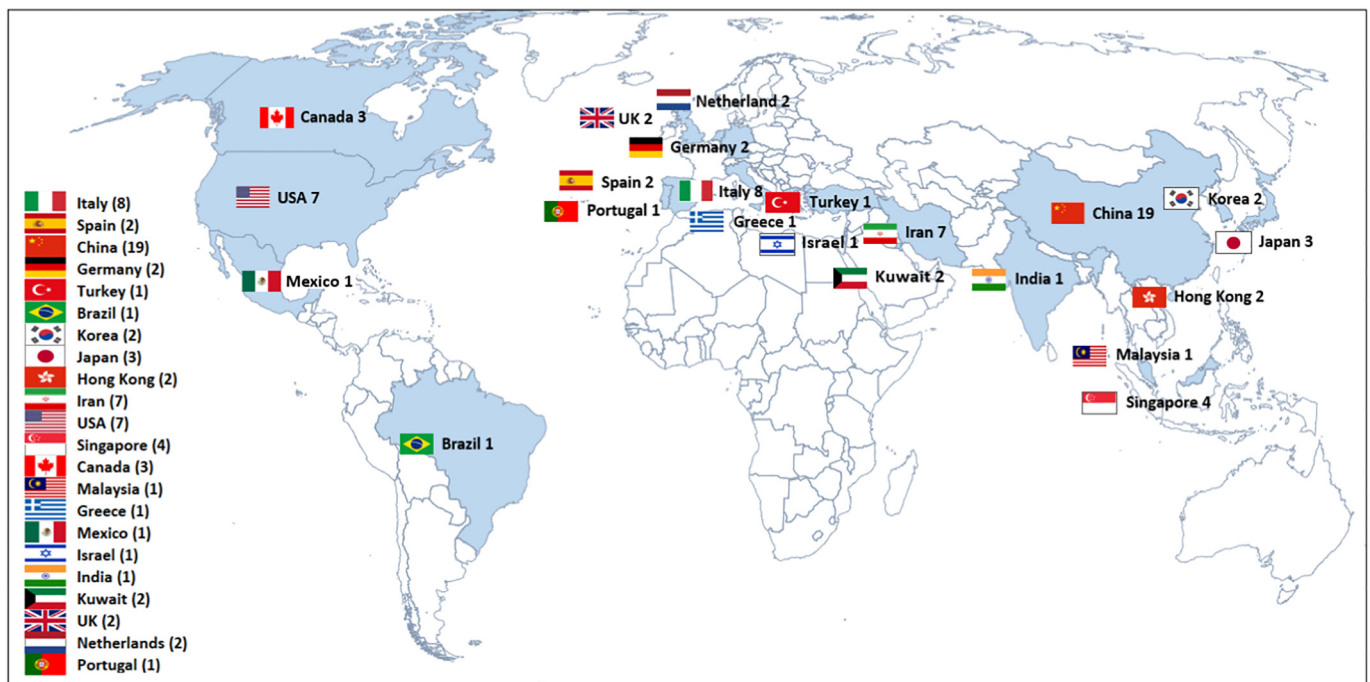 Canada 3
Netherland 2
UK 2
Germany 2
Spain 2
Italy 8
USA 7
Portugal 1
Turkey 1
Greece 1
Israel 1
Iran 7
China 19
Korea 2
Japan 3
Mexico 1
Kuwait 2
India 1
Hong Kong 2
Malaysia 1
Singapore 4
Brazil 1
Italy (8)
Spain (2)
China (19)
Germany (2)
Turkey (1)
Brazil (1)
Korea (2)
Japan (3)
Hong Kong (2)
Iran (7)
USA (7)
Singapore (4)
Canada (3)
Malaysia (1)
Greece (1)
Mexico (1)
Israel (1)
India (1)
Kuwait (2)
UK (2)
Netherlands (2)
Portugal (1)